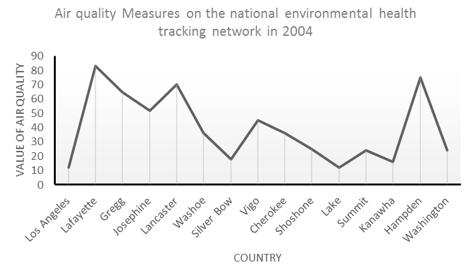 Air quality Measures on the national environmental health
tracking network in 2004
VALUE OF AIR QUALITY
90
80
70
60
50
40
30
20
10
0
Los Angeles
Lafayette
Gregg
Josephine
Lancaster
Washoe
Silver Bow
Vigo
Cherokee
Shoshone
Lake
Summit
Kanawha
Hampden
Washington
COUNTRY